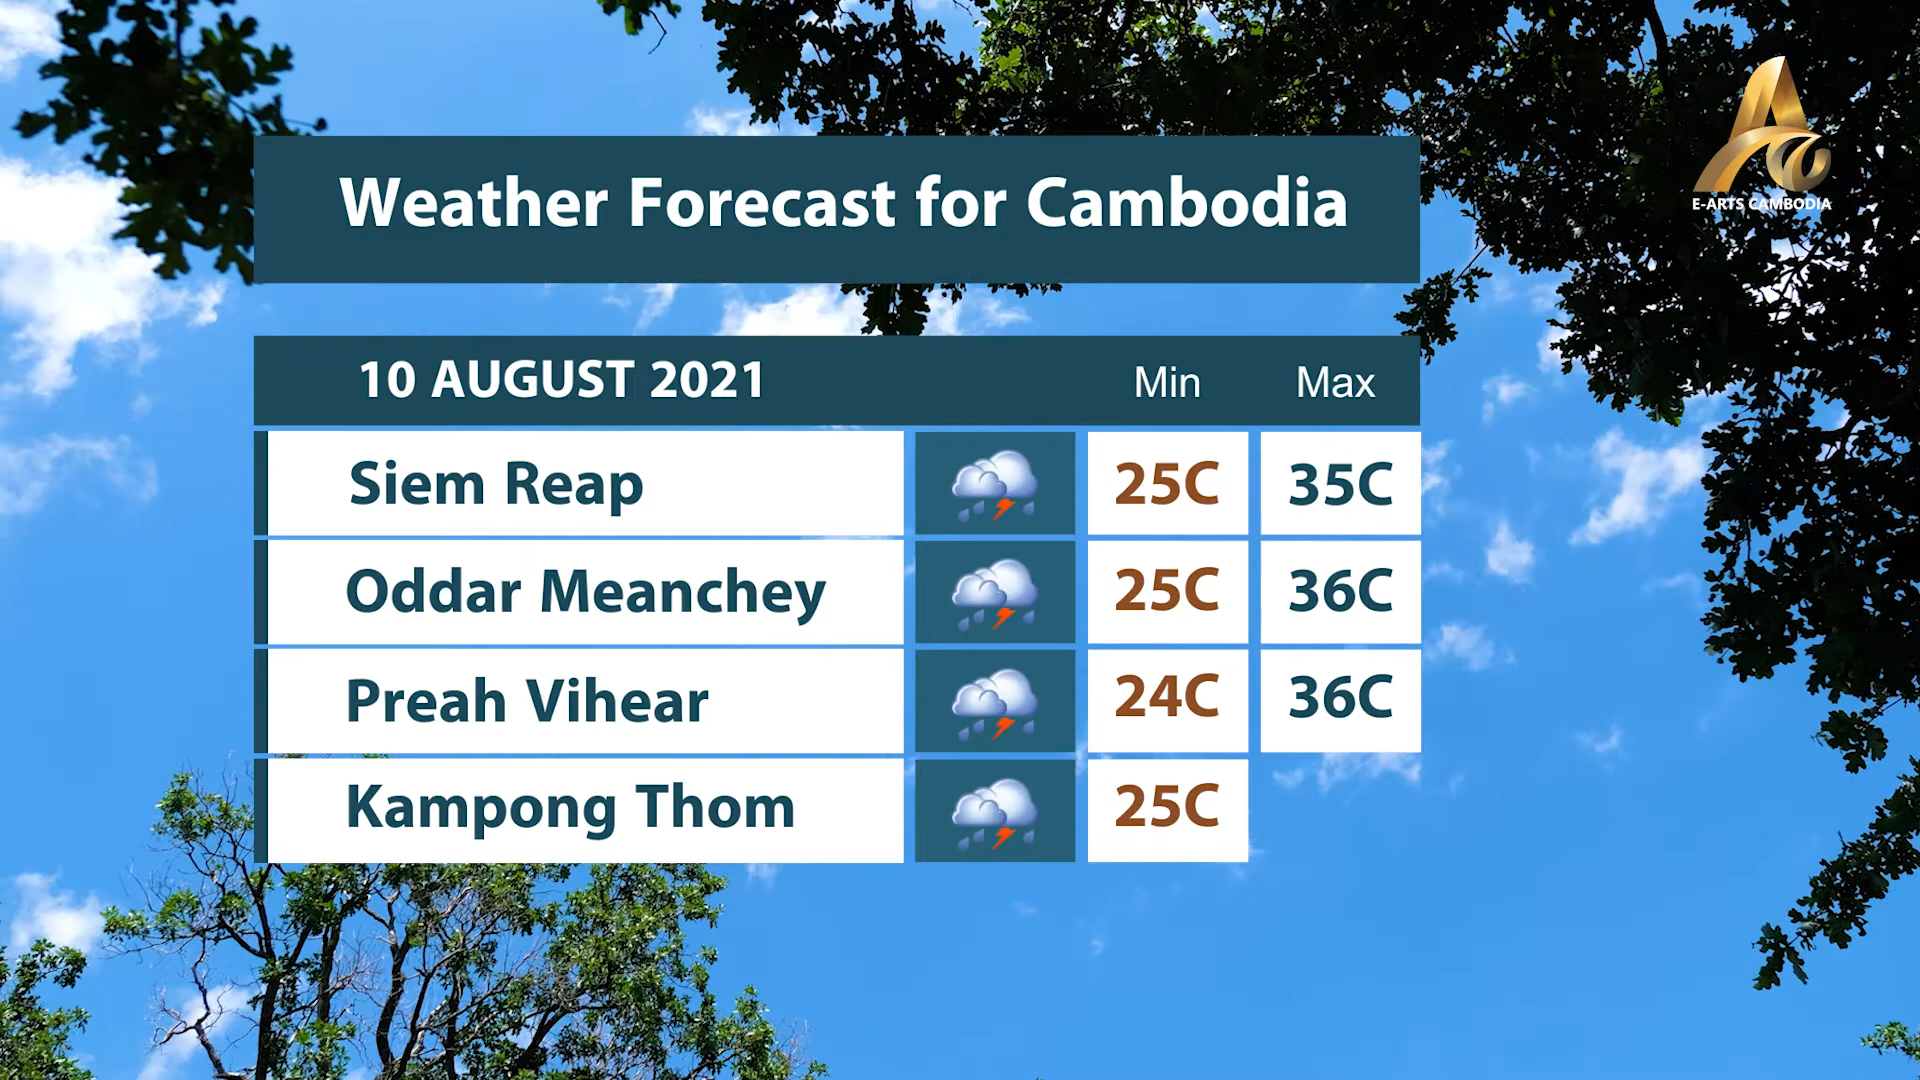 E-ARTS CAMBODIA
Weather Forecast for Cambodia
10 AUGUST 2021 Min Max
Siem Reap 25C 35C
Oddar Meanchey 25C 36C
Preah Vihear 24C 36C
Kampong Thom 25C